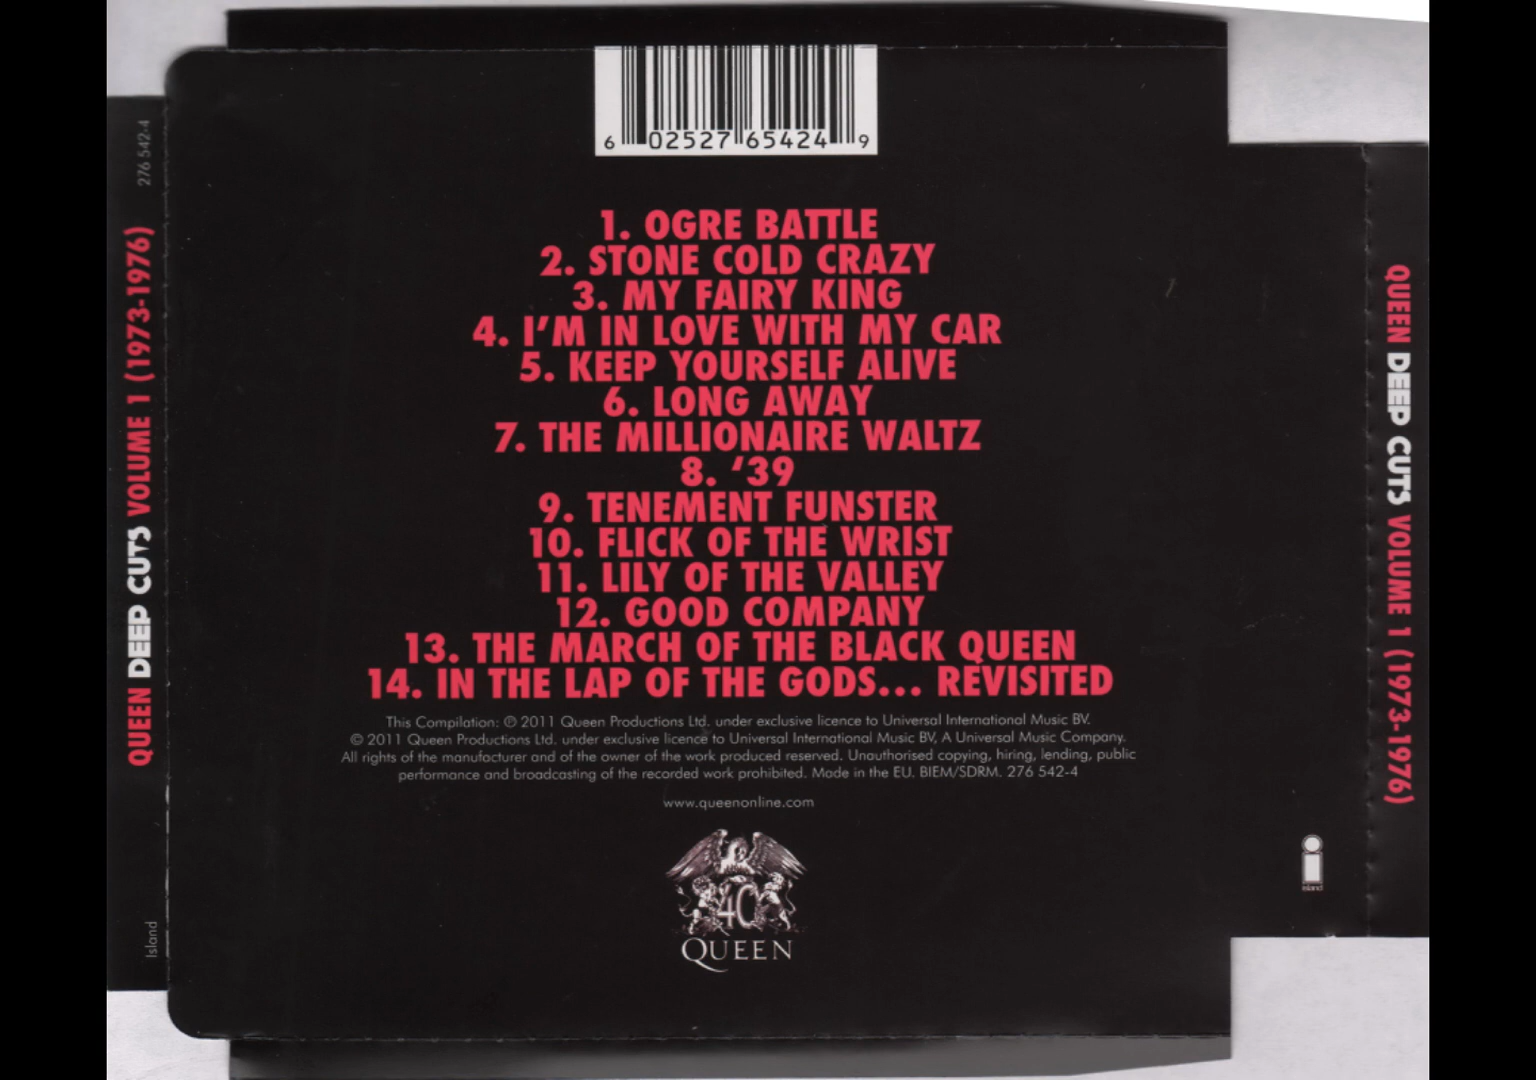 6 02527 65424 9
1. OGRE BATTLE
2. STONE COLD CRAZY
3. MY FAIRY KING
4. I'M IN LOVE WITH MY CAR
5. KEEP YOURSELF ALIVE
6. LONG AWAY
7. THE MILLIONAIRE WALTZ
8. '39
9. TENEMENT FUNSTER
10. FLICK OF THE WRIST
11. LILY OF THE VALLEY
12. GOOD COMPANY
13. THE MARCH OF THE BLACK QUEEN
14. IN THE LAP OF THE GODS... REVISITED
This Compilation: ℗ 2011 Queen Productions Ltd. under exclusive licence to Universal International Music BV.
© 2011 Queen Productions Ltd. under exclusive licence to Universal International Music BV, A Universal Music Company.
All rights of the manufacturer and of the owner of the work produced reserved. Unauthorised copying, hiring, lending, public
performance and broadcasting of the recorded work prohibited. Made in the EU. BIEM/SDRM. 276 542-4
www.queenonline.com
40
QUEEN
QUEEN DEEP CUTS VOLUME 1 (1973-1976)
276 542-4
Island
QUEEN DEEP CUTS VOLUME 1 (1973-1976)
island